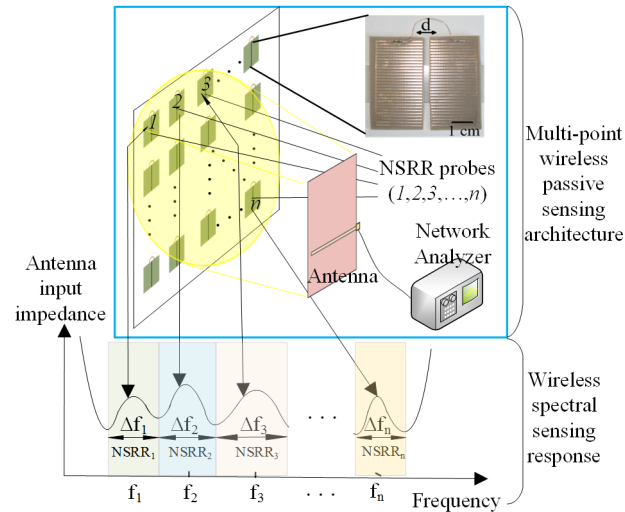 d
1 cm
3
2
1
n
NSRR probes
(1,2,3,…,n)
Multi-point
wireless
passive
sensing
architecture
Network
Analyzer
Antenna
Antenna
input
impedance
Δf1
Δf2
Δf3
. . .
Δfn
NSRR1
NSRR2
NSRR3
NSRRn
f1
f2
f3
. . .
fn
Frequency
Wireless
spectral
sensing
response